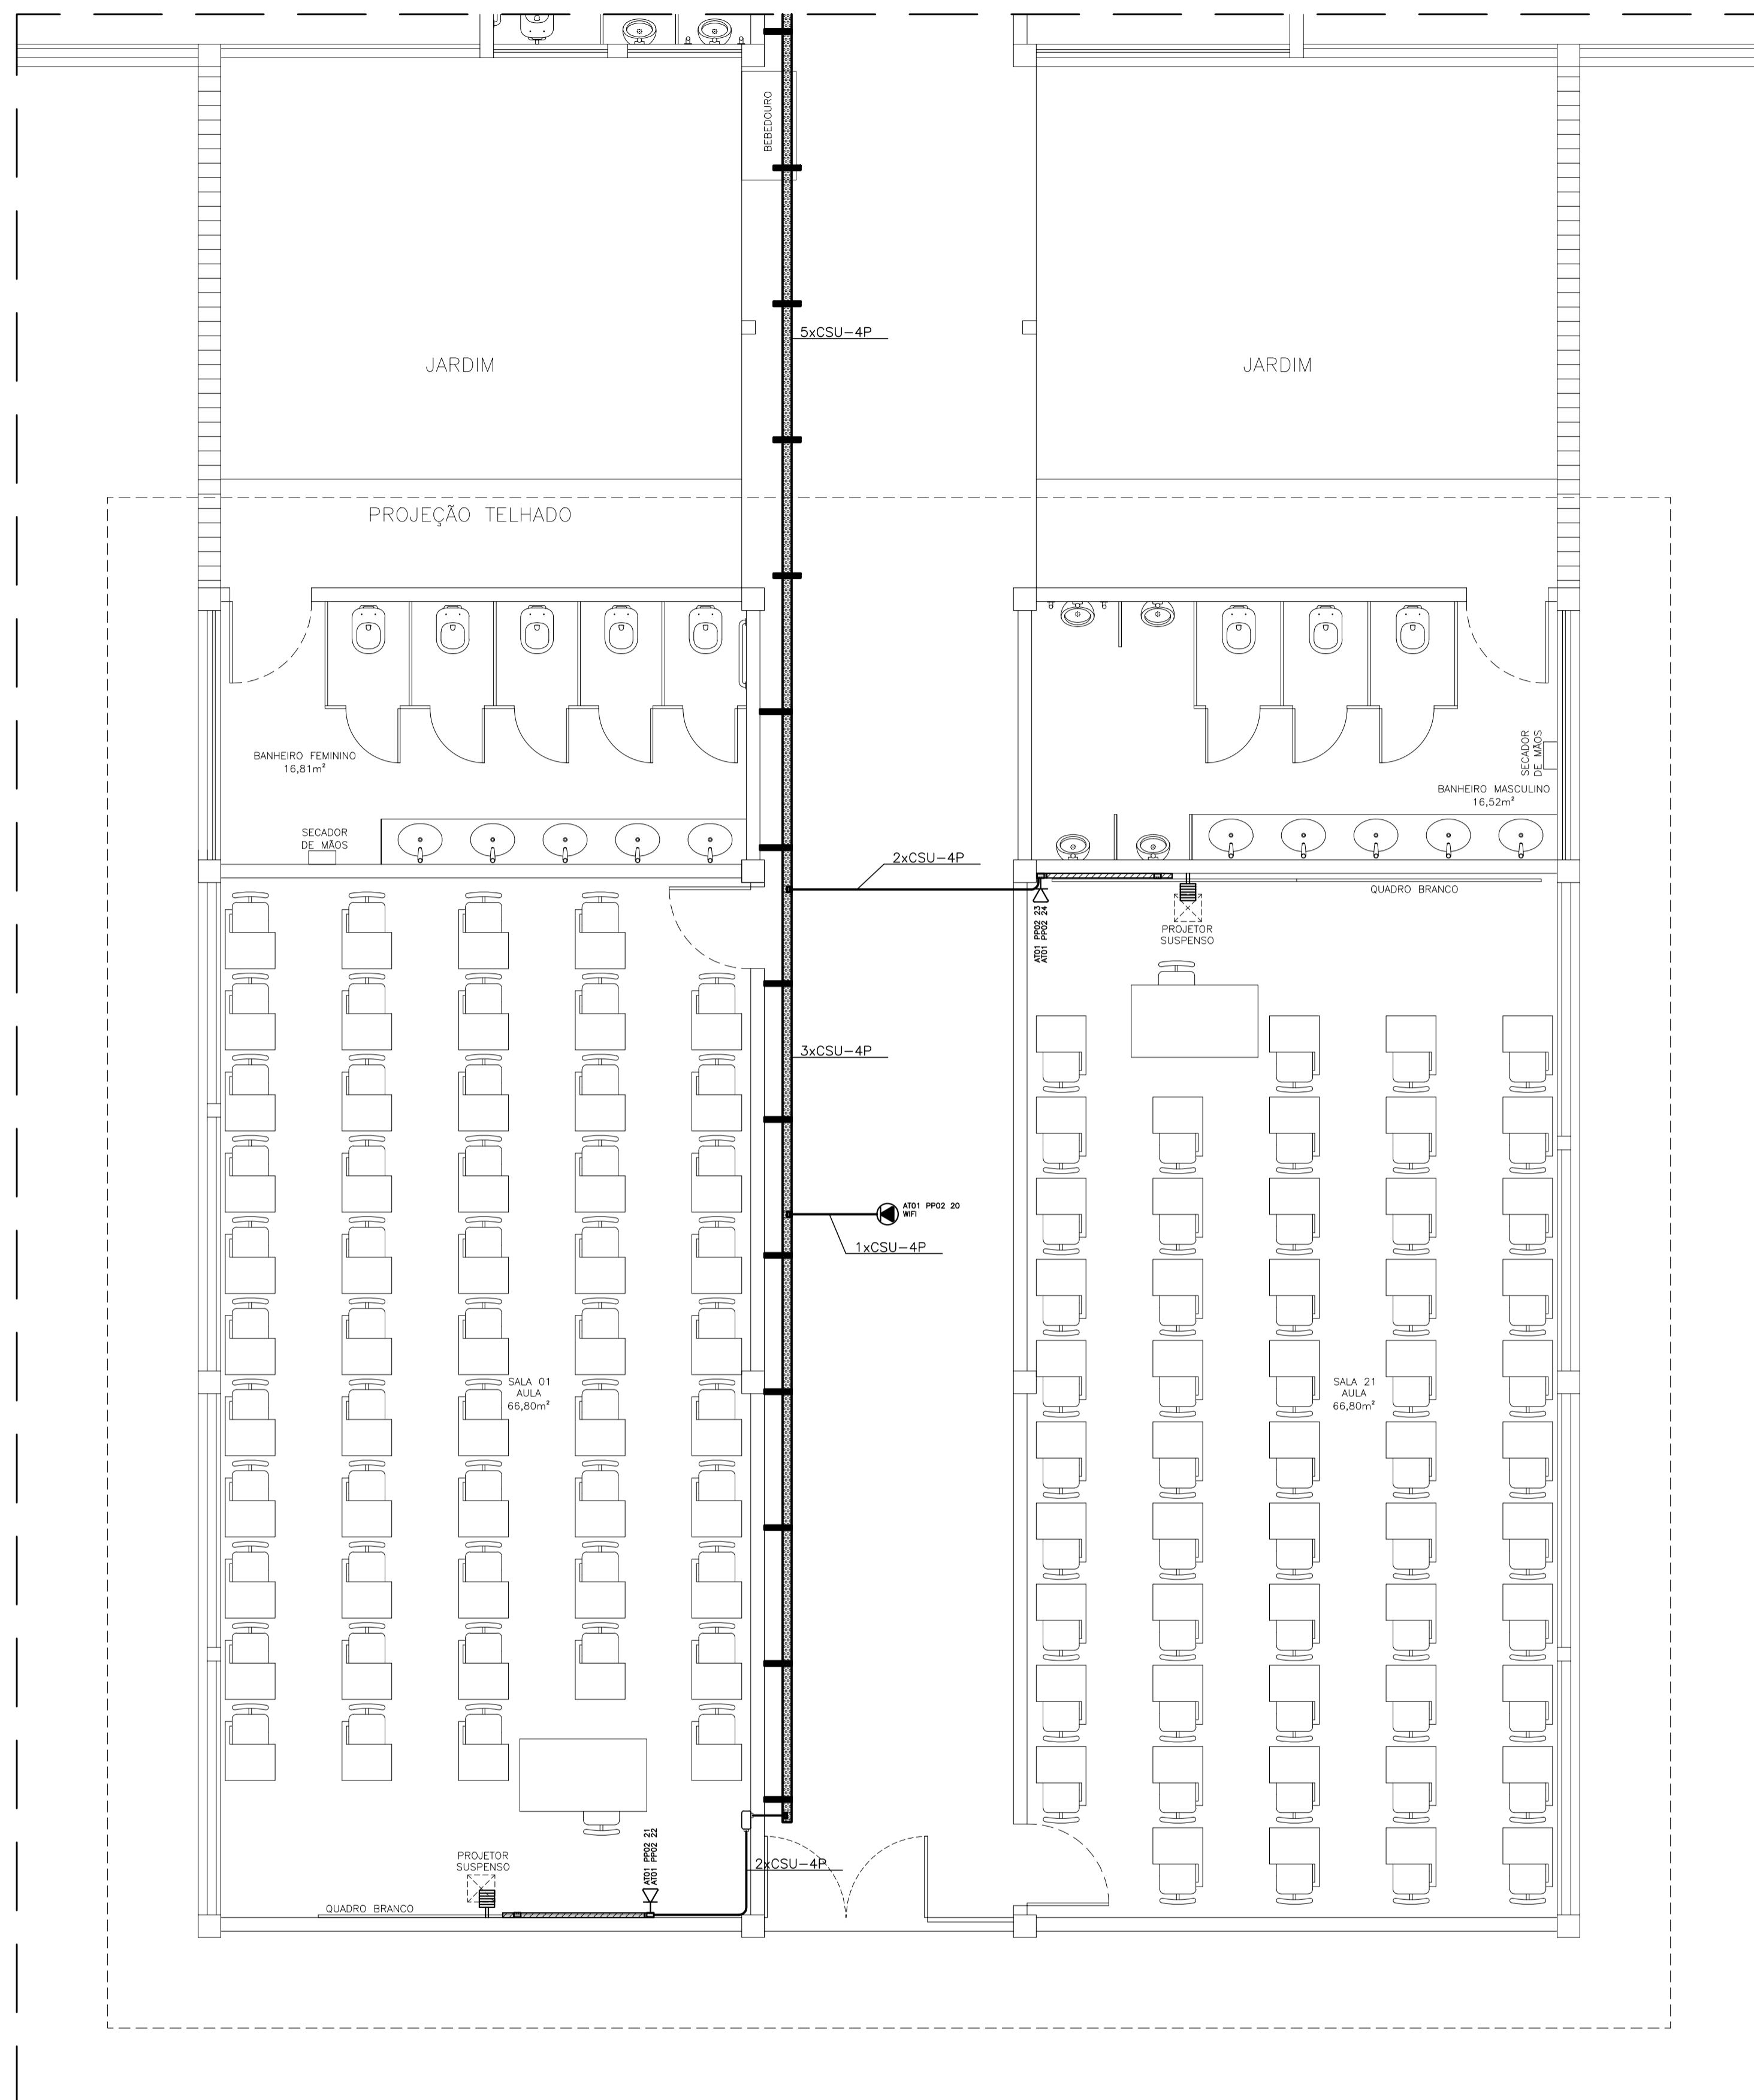 BEBEDOURO
5xCSU-4P
JARDIM
JARDIM
PROJEÇÃO TELHADO
BANHEIRO FEMININO
16,81m²
SECADOR
DE MÃOS
SECADOR
DE MÃOS
BANHEIRO MASCULINO
16,52m²
2xCSU-4P
QUADRO BRANCO
AT01 PP02 23
AT01 PP02 24
PROJETOR
SUSPENSO
3xCSU-4P
AT01 PP02 20
WIFI
1xCSU-4P
SALA 01
AULA
66,80m²
SALA 21
AULA
66,80m²
AT01 PP02 21
AT01 PP02 22
PROJETOR
SUSPENSO
2xCSU-4P
QUADRO BRANCO